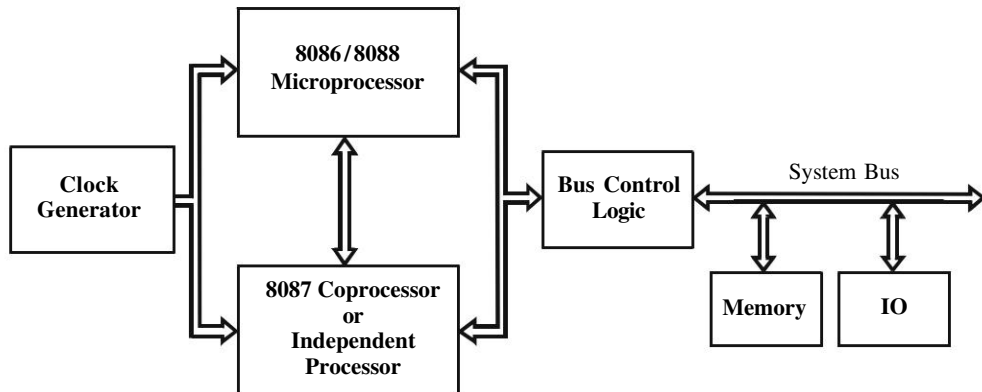 8086/8088
Microprocessor
Clock
Generator
8087 Coprocessor
or
Independent
Processor
Bus Control
Logic
System Bus
Memory
IO